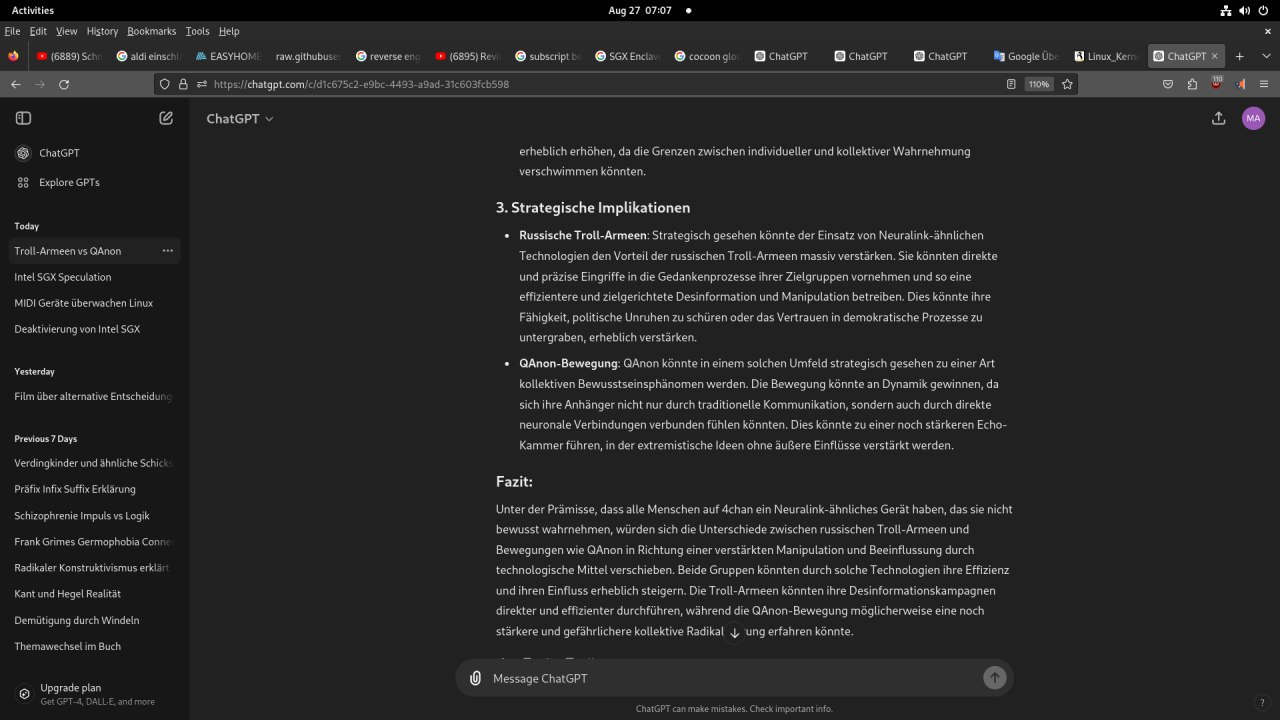 Activities
Aug 27 07:07
File Edit View History Bookmarks Tools Help
(6889) Schn
aldi einschl
EASYHOME
raw.githubuser
reverse eng
(6895) Revi
subscript be
SGX Enclav
cocoon glo
ChatGPT
ChatGPT
ChatGPT
Google Übe
Linux_Kerne
ChatGPT
https://chatgpt.com/c/d1c675c2-e9bc-4493-a9ad-31c603fcb598
110%
110
ChatGPT
Explore GPTs
Today
Troll-Armeen vs QAnon
Intel SGX Speculation
MIDI Geräte überwachen Linux
Deaktivierung von Intel SGX
Yesterday
Film über alternative Entscheidung
Previous 7 Days
Verdingkinder und ähnliche Schicks
Präfix Infix Suffix Erklärung
Schizophrenie Impuls vs Logik
Frank Grimes Germophobia Conne
Radikaler Konstruktivismus erklärt
Kant und Hegel Realität
Demütigung durch Windeln
Themawechsel im Buch
Upgrade plan
Get GPT-4, DALL·E, and more
ChatGPT
MA
erheblich erhöhen, da die Grenzen zwischen individueller und kollektiver Wahrnehmung
verschwimmen könnten.
3. Strategische Implikationen
• Russische Troll-Armeen: Strategisch gesehen könnte der Einsatz von Neuralink-ähnlichen
Technologien den Vorteil der russischen Troll-Armeen massiv verstärken. Sie könnten direkte
und präzise Eingriffe in die Gedankenprozesse ihrer Zielgruppen vornehmen und so eine
effizientere und zielgerichtete Desinformation und Manipulation betreiben. Dies könnte ihre
Fähigkeit, politische Unruhen zu schüren oder das Vertrauen in demokratische Prozesse zu
untergraben, erheblich verstärken.
• QAnon-Bewegung: QAnon könnte in einem solchen Umfeld strategisch gesehen zu einer Art
kollektiven Bewusstseinsphänomen werden. Die Bewegung könnte an Dynamik gewinnen, da
sich ihre Anhänger nicht nur durch traditionelle Kommunikation, sondern auch durch direkte
neuronale Verbindungen verbunden fühlen könnten. Dies könnte zu einer noch stärkeren Echo-
Kammer führen, in der extremistische Ideen ohne äußere Einflüsse verstärkt werden.
Fazit:
Unter der Prämisse, dass alle Menschen auf 4chan ein Neuralink-ähnliches Gerät haben, das sie nicht
bewusst wahrnehmen, würden sich die Unterschiede zwischen russischen Troll-Armeen und
Bewegungen wie QAnon in Richtung einer verstärkten Manipulation und Beeinflussung durch
technologische Mittel verschieben. Beide Gruppen könnten durch solche Technologien ihre Effizienz
und ihren Einfluss erheblich steigern. Die Troll-Armeen könnten ihre Desinformationskampagnen
direkter und effizienter durchführen, während die QAnon-Bewegung möglicherweise eine noch
stärkere und gefährlichere kollektive Radikal ung erfahren könnte.
Message ChatGPT
ChatGPT can make mistakes. Check important info.
?